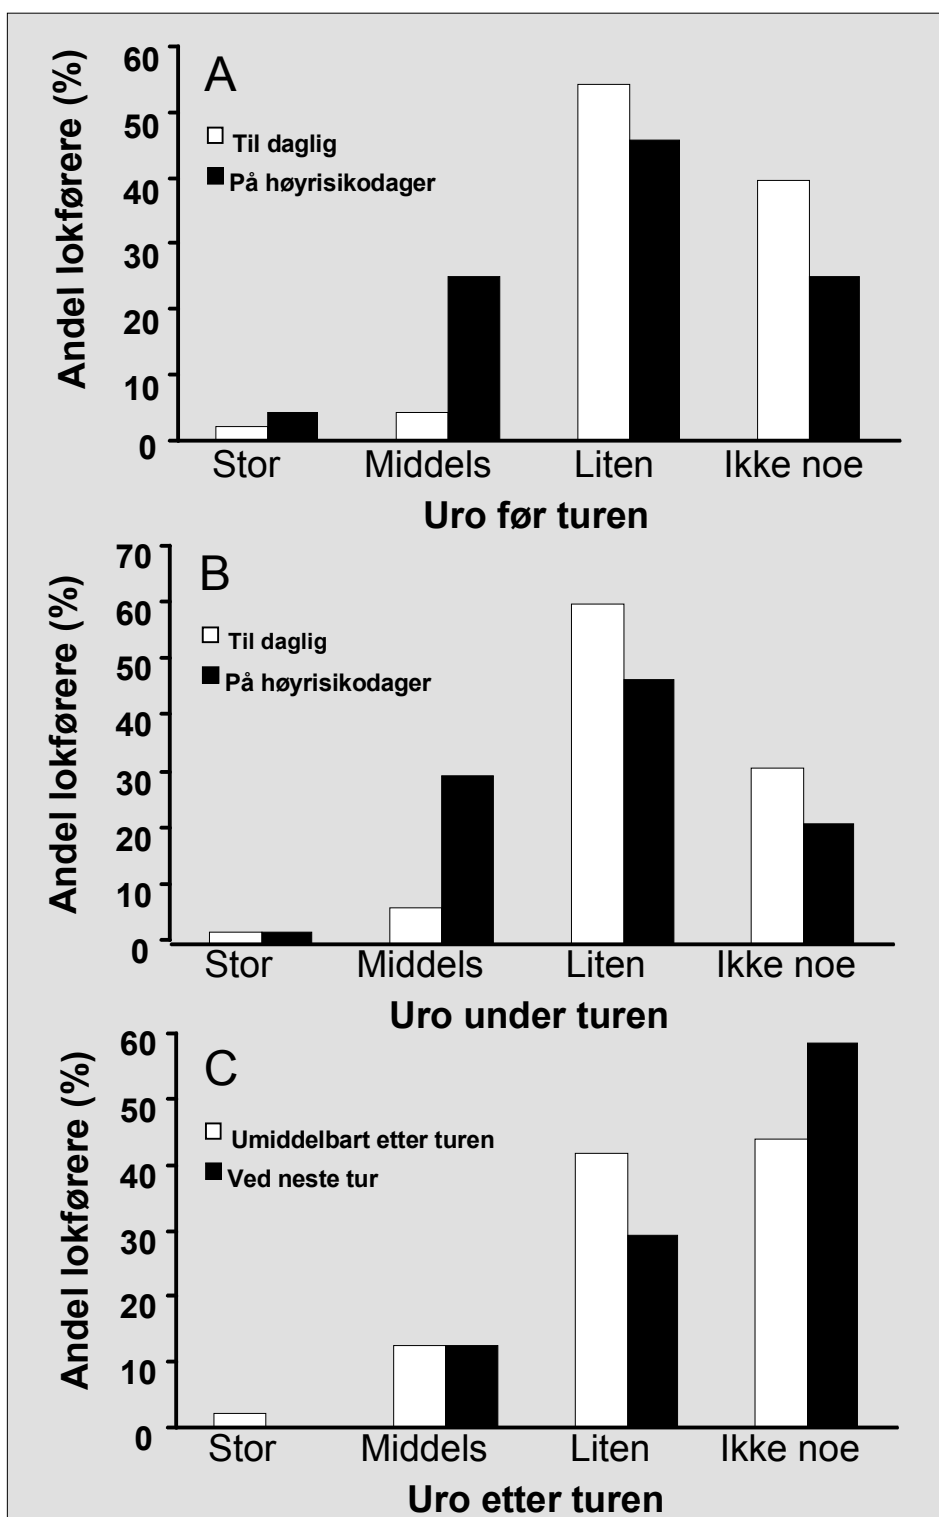 60
50
40
30
20
10
0
Andel lokførere (%)
A
Til daglig
På høyrisikodager
Stor Middels Liten Ikke noe
Uro før turen
70
60
50
40
30
20
10
0
Andel lokførere (%)
B
Til daglig
På høyrisikodager
Stor Middels Liten Ikke noe
Uro under turen
60
50
40
30
20
10
0
Andel lokførere (%)
C
Umiddelbart etter turen
Ved neste tur
Stor Middels Liten Ikke noe
Uro etter turen